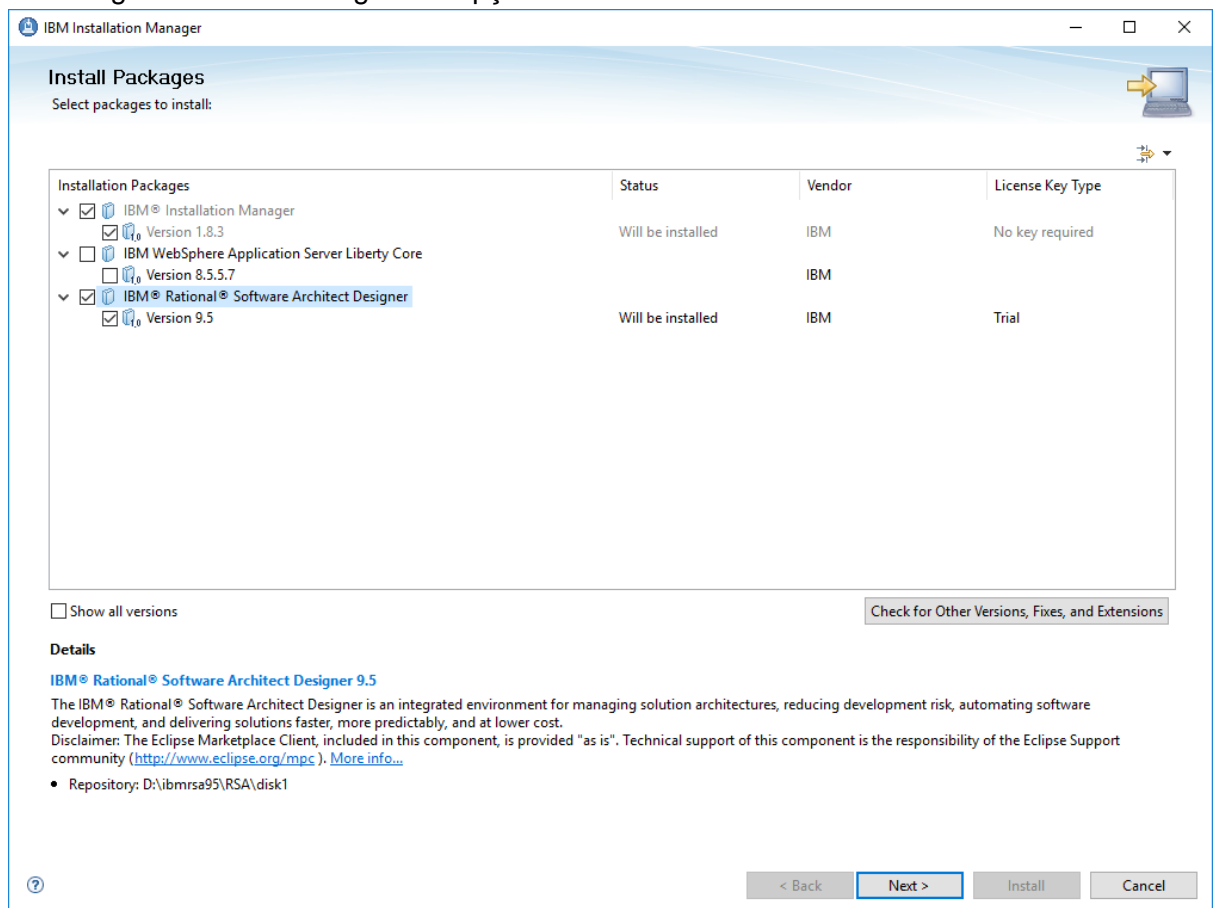 IBM Installation Manager
Install Packages
Select packages to install:
Installation Packages Status Vendor License Key Type
IBM® Installation Manager
Version 1.8.3 Will be installed IBM No key required
IBM WebSphere Application Server Liberty Core
Version 8.5.5.7 IBM
IBM® Rational® Software Architect Designer
Version 9.5 Will be installed IBM Trial
Show all versions Check for Other Versions, Fixes, and Extensions
Details
IBM® Rational® Software Architect Designer 9.5
The IBM® Rational® Software Architect Designer is an integrated environment for managing solution architectures, reducing development risk, automating software
development, and delivering solutions faster, more predictably, and at lower cost.
Disclaimer: The Eclipse Marketplace Client, included in this component, is provided "as is". Technical support of this component is the responsibility of the Eclipse Support
community (http://www.eclipse.org/mpc ). More info...
• Repository: D:\ibmrsa95\RSA\disk1
< Back Next > Install Cancel